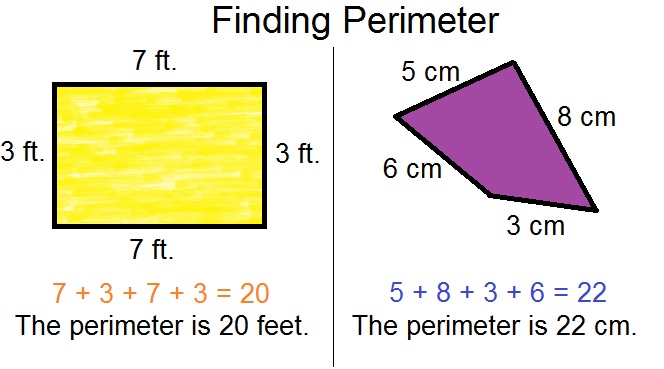 Finding Perimeter
7 ft.
3 ft.
3 ft.
7 ft.
7 + 3 + 7 + 3 = 20
The perimeter is 20 feet.
5 cm
8 cm
6 cm
3 cm
5 + 8 + 3 + 6 = 22
The perimeter is 22 cm.